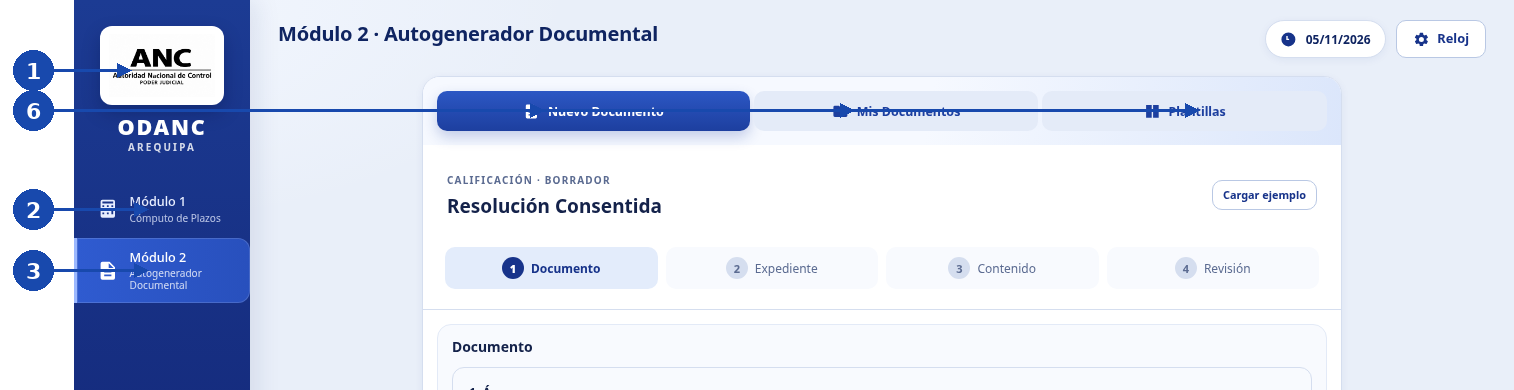 Módulo 2 · Autogenerador Documental
05/11/2026
Reloj
1
ANC
Autoridad Nacional de Control
PODER JUDICIAL
6
Nuevo Documento
Mis Documentos
Plantillas
ODANC
AREQUIPA
CALIFICACIÓN · BORRADOR
Resolución Consentida
Cargar ejemplo
2
Módulo 1
Cómputo de Plazos
3
Módulo 2
Autogenerador
Documental
1 Documento
2 Expediente
3 Contenido
4 Revisión
Documento